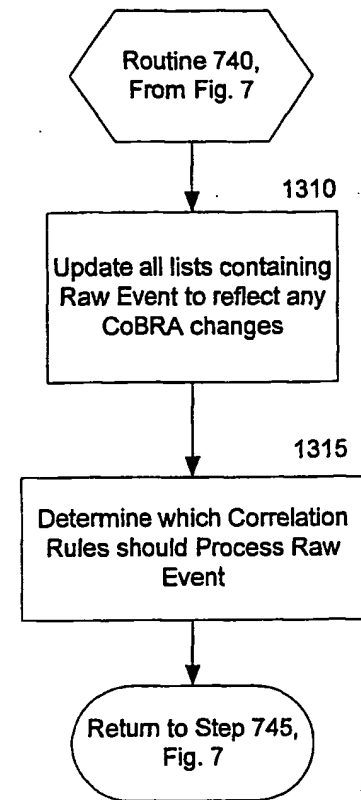 Routine 740,
From Fig. 7
1310
Update all lists containing
Raw Event to reflect any
CoBRA changes
1315
Determine which Correlation
Rules should Process Raw
Event
Return to Step 745,
Fig. 7